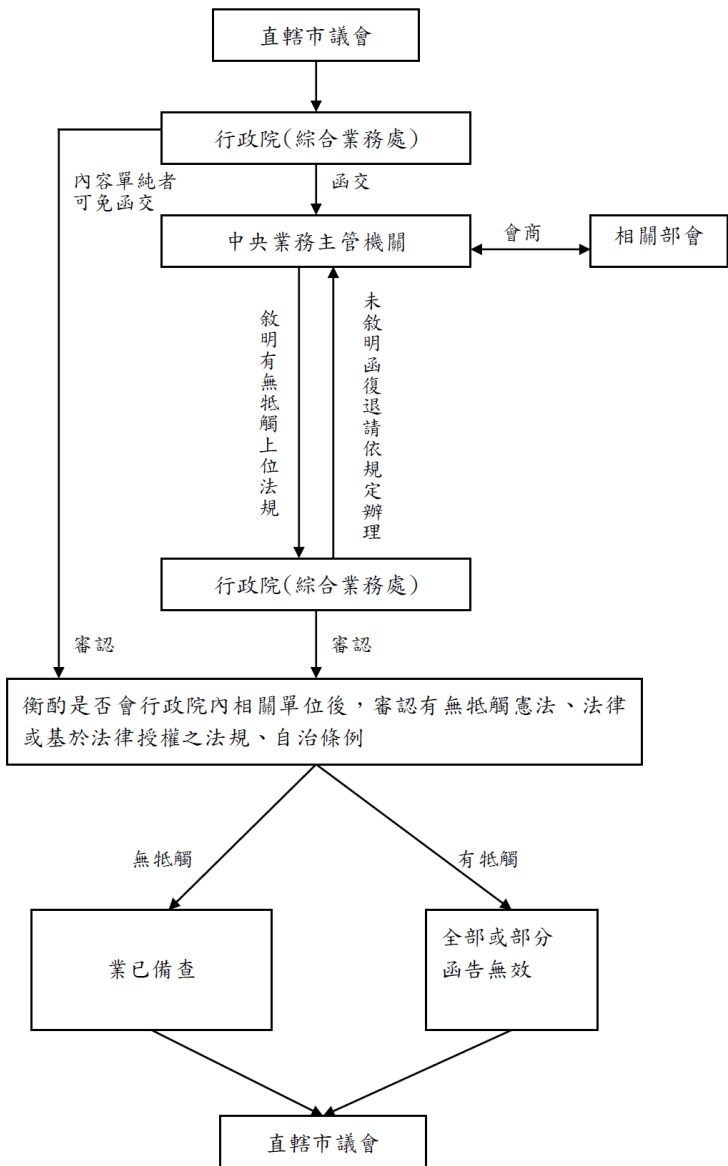 直轄市議會
行政院(綜合業務處)
內容單純者
可免函交
函交
中央業務主管機關
會商
相關部會
敘明有無牴觸上位法規
未敘明函復退請依規定辦理
行政院(綜合業務處)
審認
審認
衡酌是否會行政院內相關單位後，審認有無牴觸憲法、法律
或基於法律授權之法規、自治條例
無牴觸
有牴觸
業已備查
全部或部分
函告無效
直轄市議會